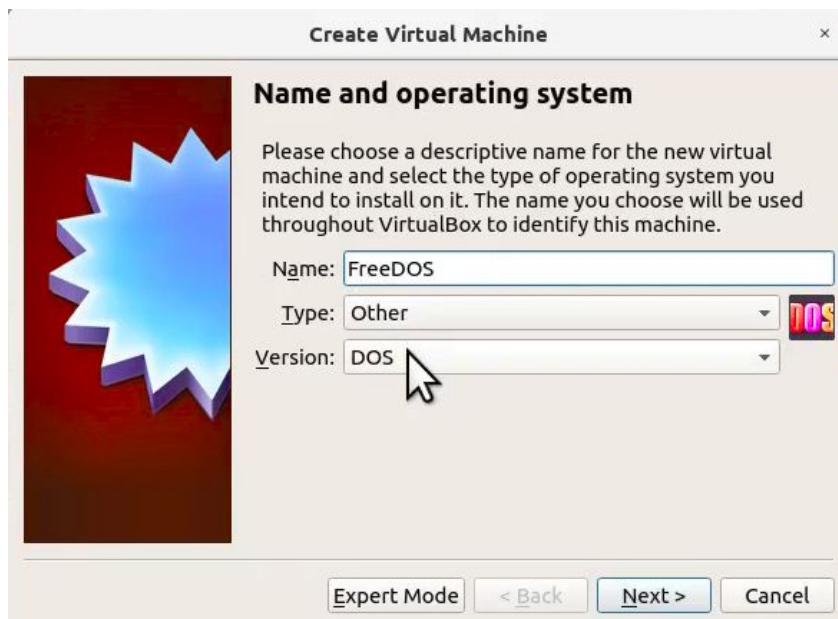 Create Virtual Machine ×
Name and operating system
Please choose a descriptive name for the new virtual
machine and select the type of operating system you
intend to install on it. The name you choose will be used
throughout VirtualBox to identify this machine.
Name: FreeDOS
Type: Other DOS
Version: DOS
Expert Mode < Back Next > Cancel